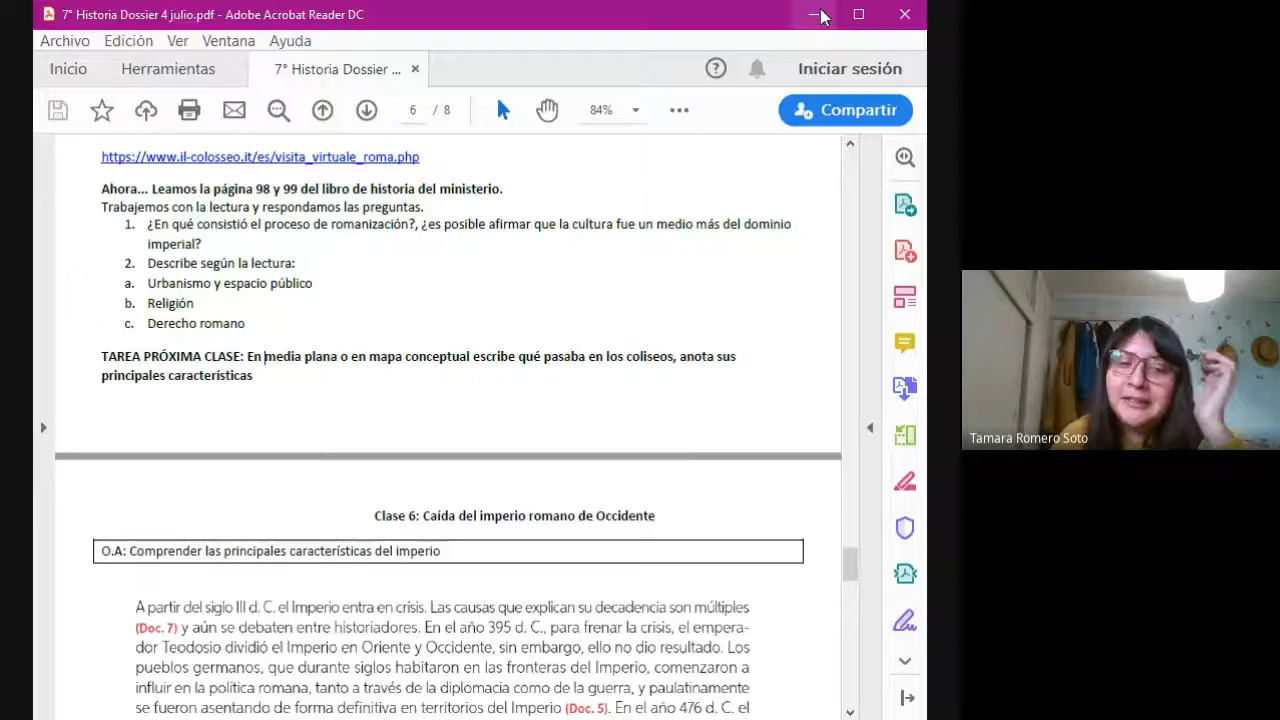 7° Historia Dossier 4 julio.pdf - Adobe Acrobat Reader DC
Archivo Edición Ver Ventana Ayuda
Inicio Herramientas 7° Historia Dossier ... × Iniciar sesión
6 / 8 84% Compartir
https://www.il-colosseo.it/es/visita_virtuale_roma.php
Ahora... Leamos la página 98 y 99 del libro de historia del ministerio.
Trabajemos con la lectura y respondamos las preguntas.
1. ¿En qué consistió el proceso de romanización?, ¿es posible afirmar que la cultura fue un medio más del dominio
imperial?
2. Describe según la lectura:
a. Urbanismo y espacio público
b. Religión
c. Derecho romano
TAREA PRÓXIMA CLASE: En media plana o en mapa conceptual escribe qué pasaba en los coliseos, anota sus
principales características
Tamara Romero Soto
Clase 6: Caída del imperio romano de Occidente
O.A: Comprender las principales características del imperio
A partir del siglo III d. C. el Imperio entra en crisis. Las causas que explican su decadencia son múltiples
(Doc. 7) y aún se debaten entre historiadores. En el año 395 d. C., para frenar la crisis, el empera-
dor Teodosio dividió el Imperio en Oriente y Occidente, sin embargo, ello no dio resultado. Los
pueblos germanos, que durante siglos habitaron en las fronteras del Imperio, comenzaron a
influir en la política romana, tanto a través de la diplomacia como de la guerra, y paulatinamente
se fueron asentando de forma definitiva en territorios del Imperio (Doc. 5). En el año 476 d. C. el